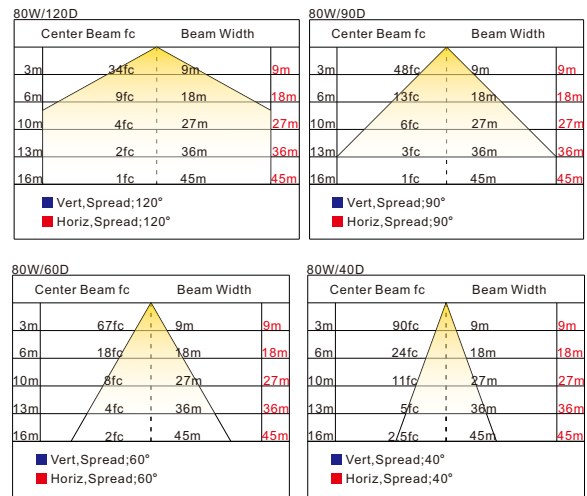 80W/120D
Center Beam fc Beam Width
3m 34fc 9m 9m
6m 9fc 18m 18m
10m 4fc 27m 27m
13m 2fc 36m 36m
16m 1fc 45m 45m
Vert,Spread;120°
Horiz,Spread;120°
80W/90D
Center Beam fc Beam Width
3m 48fc 9m 9m
6m 13fc 18m 18m
10m 6fc 27m 27m
13m 3fc 36m 36m
16m 1fc 45m 45m
Vert,Spread;90°
Horiz,Spread;90°
80W/60D
Center Beam fc Beam Width
3m 67fc 9m 9m
6m 18fc 18m 18m
10m 8fc 27m 27m
13m 4fc 36m 36m
16m 2fc 45m 45m
Vert,Spread;60°
Horiz,Spread;60°
80W/40D
Center Beam fc Beam Width
3m 90fc 9m 9m
6m 24fc 18m 18m
10m 11fc 27m 27m
13m 5fc 36m 36m
16m 2.5fc 45m 45m
Vert,Spread;40°
Horiz,Spread;40°